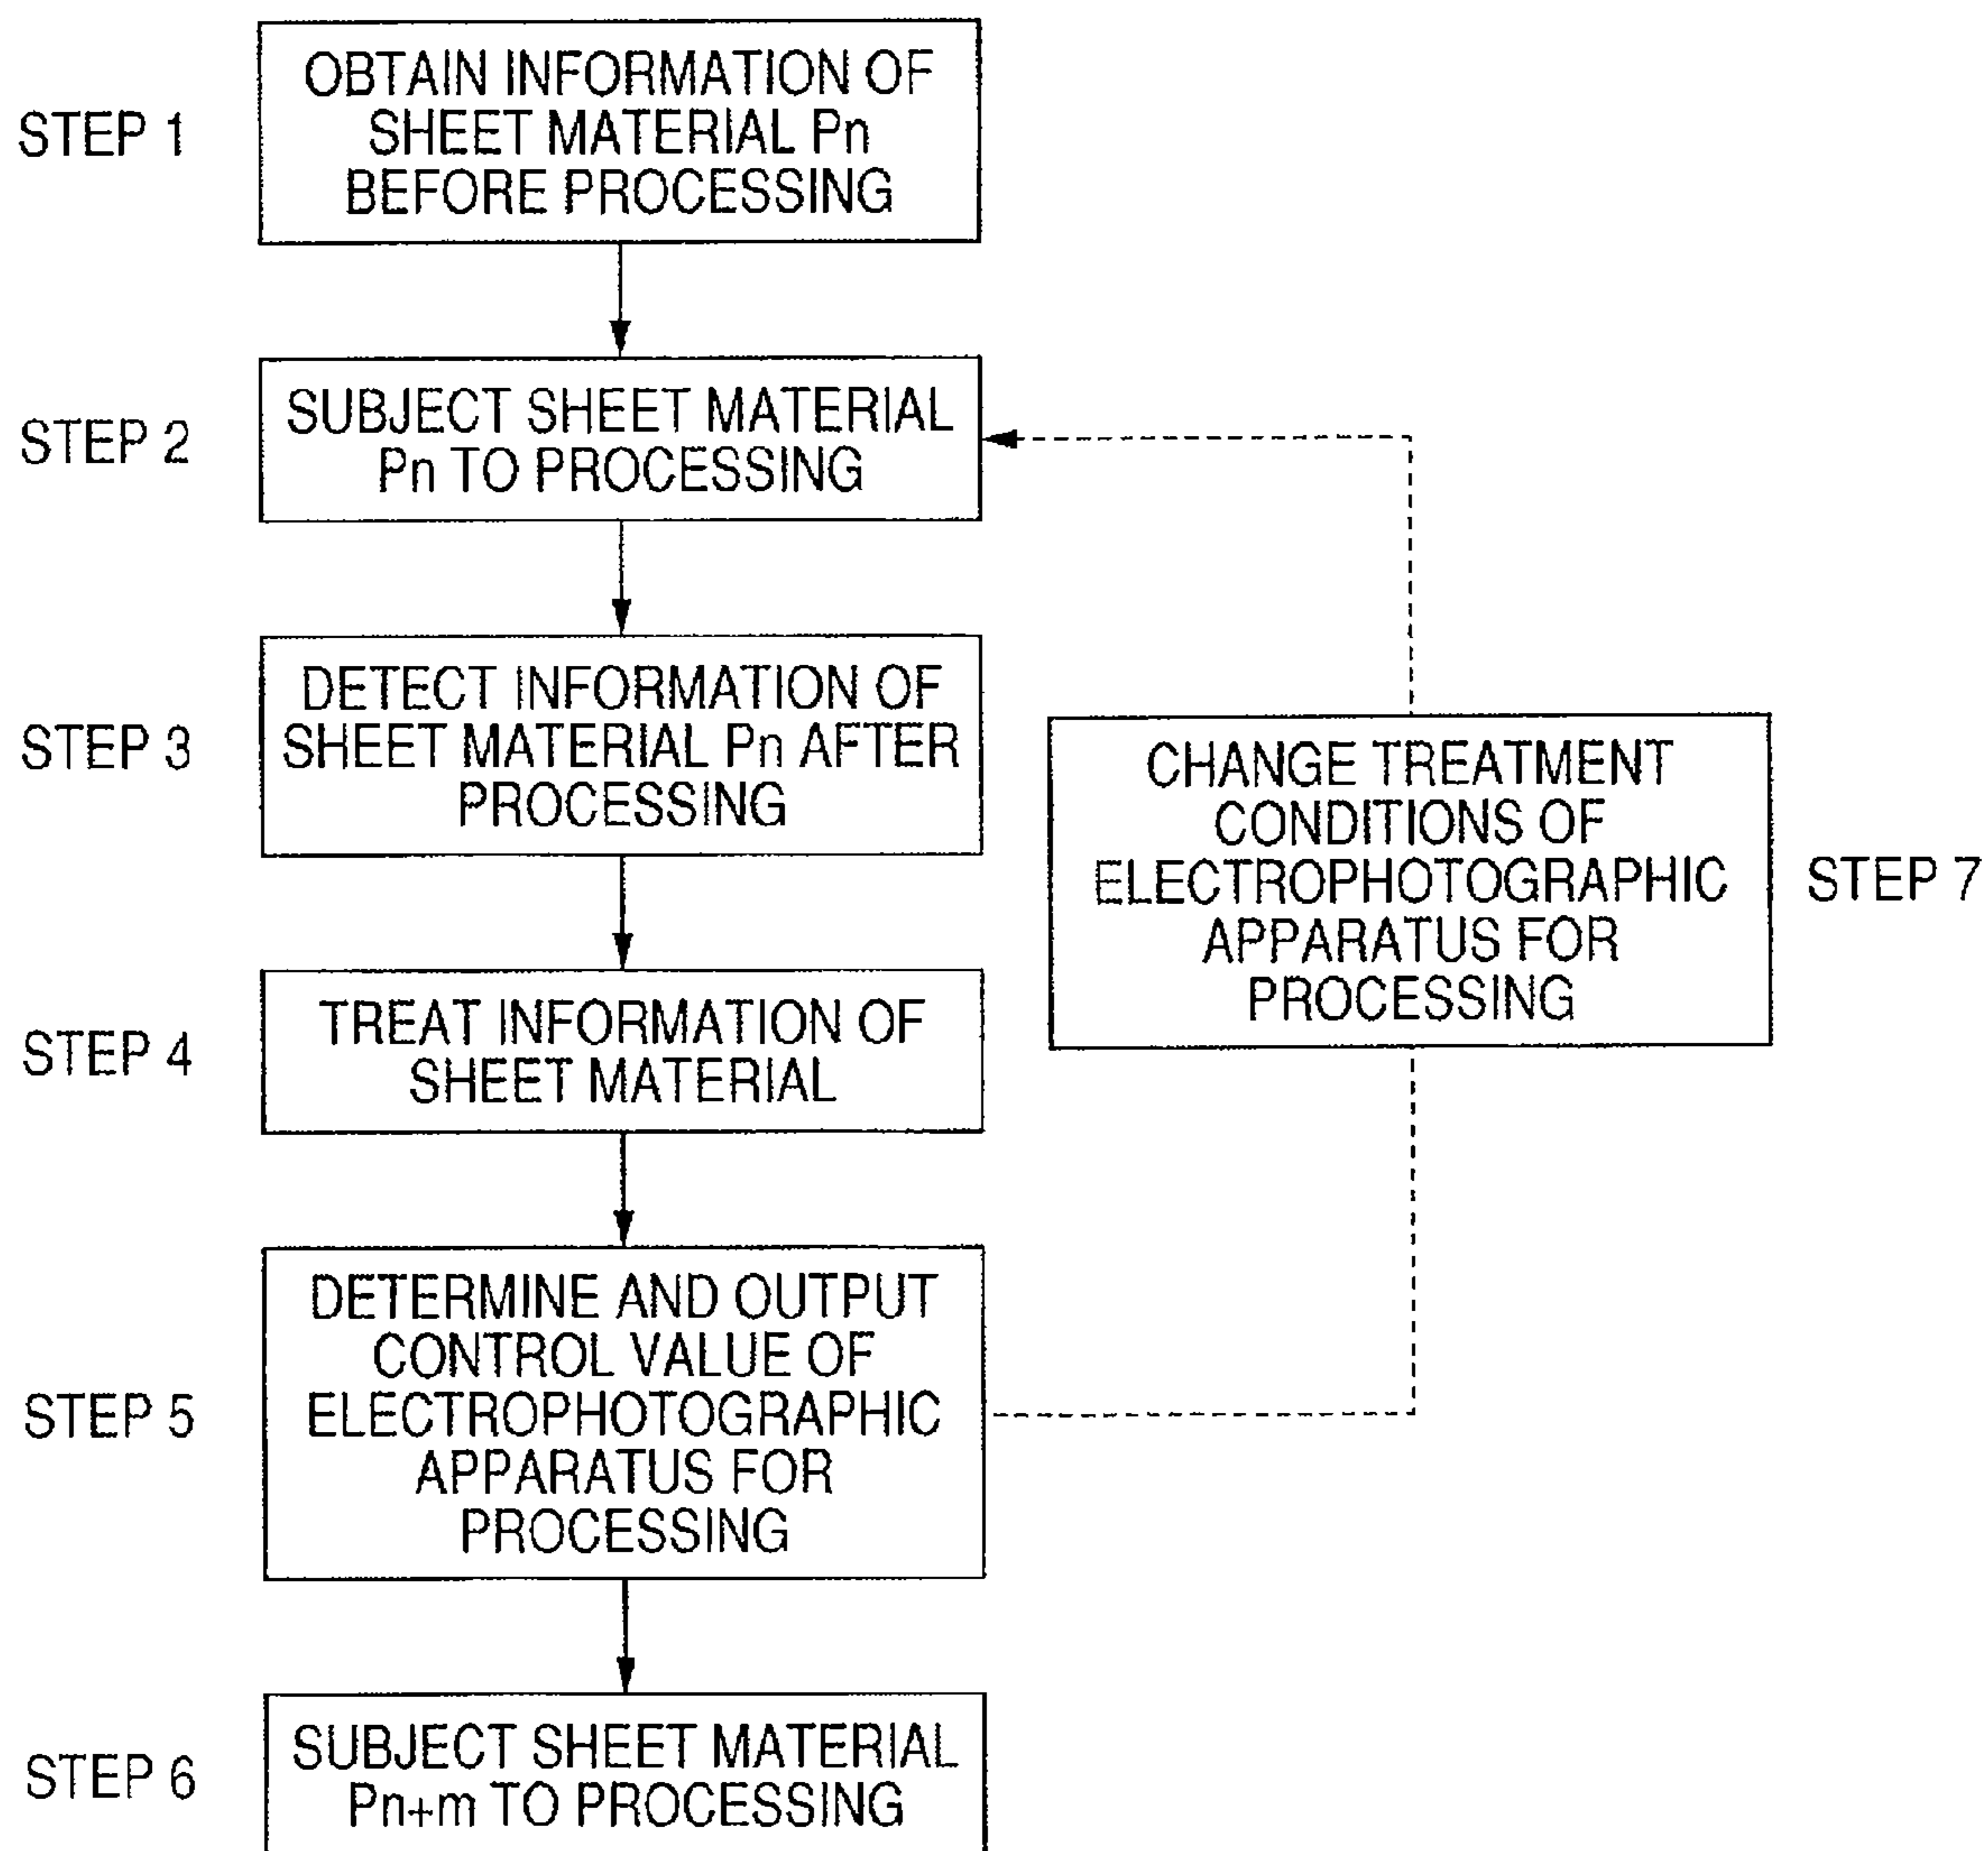 STEP 1
OBTAIN INFORMATION OF
SHEET MATERIAL Pn
BEFORE PROCESSING
STEP 2
SUBJECT SHEET MATERIAL
Pn TO PROCESSING
STEP 3
DETECT INFORMATION OF
SHEET MATERIAL Pn AFTER
PROCESSING
STEP 4
TREAT INFORMATION OF
SHEET MATERIAL
STEP 5
DETERMINE AND OUTPUT
CONTROL VALUE OF
ELECTROPHOTOGRAPHIC
APPARATUS FOR
PROCESSING
STEP 6
SUBJECT SHEET MATERIAL
Pn+m TO PROCESSING
CHANGE TREATMENT
CONDITIONS OF
ELECTROPHOTOGRAPHIC
APPARATUS FOR
PROCESSING
STEP 7